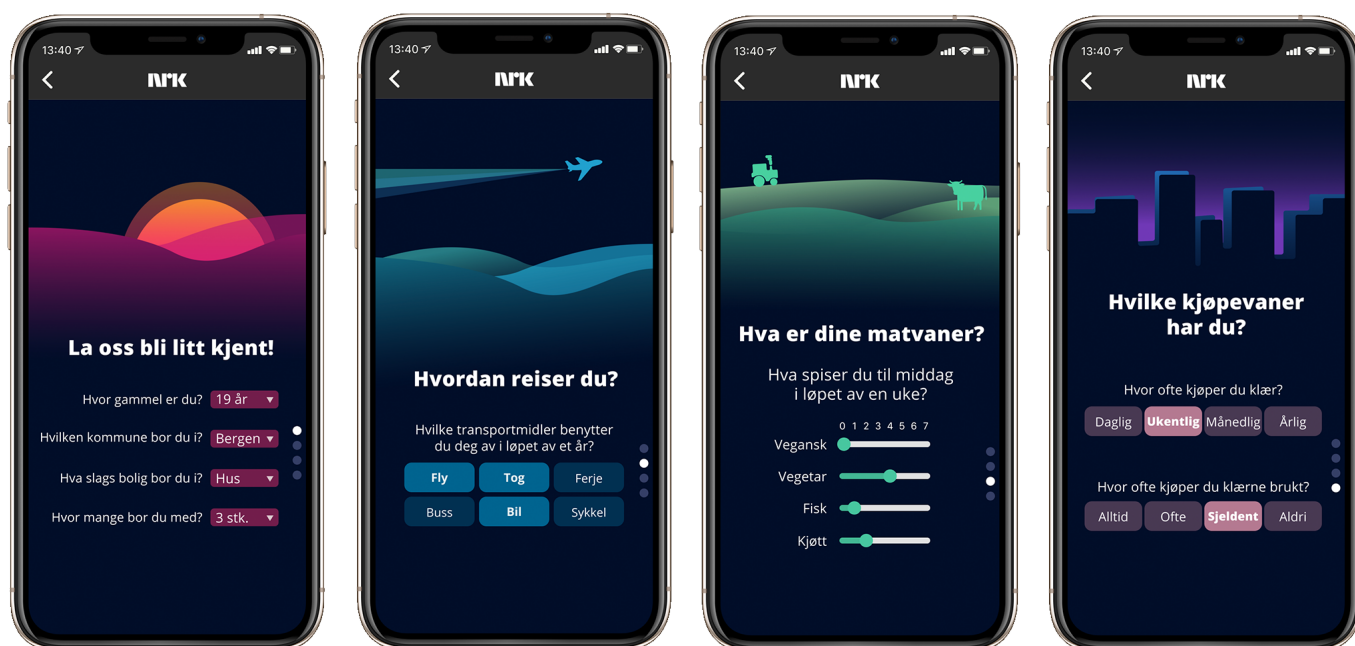 13:40
NRK
La oss bli litt kjent!
Hvor gammel er du? 19 år
Hvilken kommune bor du i? Bergen
Hva slags bolig bor du i? Hus
Hvor mange bor du med? 3 stk.
13:40
NRK
Hvordan reiser du?
Hvilke transportmidler benytter
du deg av i løpet av et år?
Fly Tog Ferje
Buss Bil Sykkel
13:40
NRK
Hva er dine matvaner?
Hva spiser du til middag
i løpet av en uke?
0 1 2 3 4 5 6 7
Vegansk
Vegetar
Fisk
Kjøtt
13:40
NRK
Hvilke kjøpevaner
har du?
Hvor ofte kjøper du klær?
Daglig Ukentlig Månedlig Årlig
Hvor ofte kjøper du klærne brukt?
Alltid Ofte Sjeldent Aldri